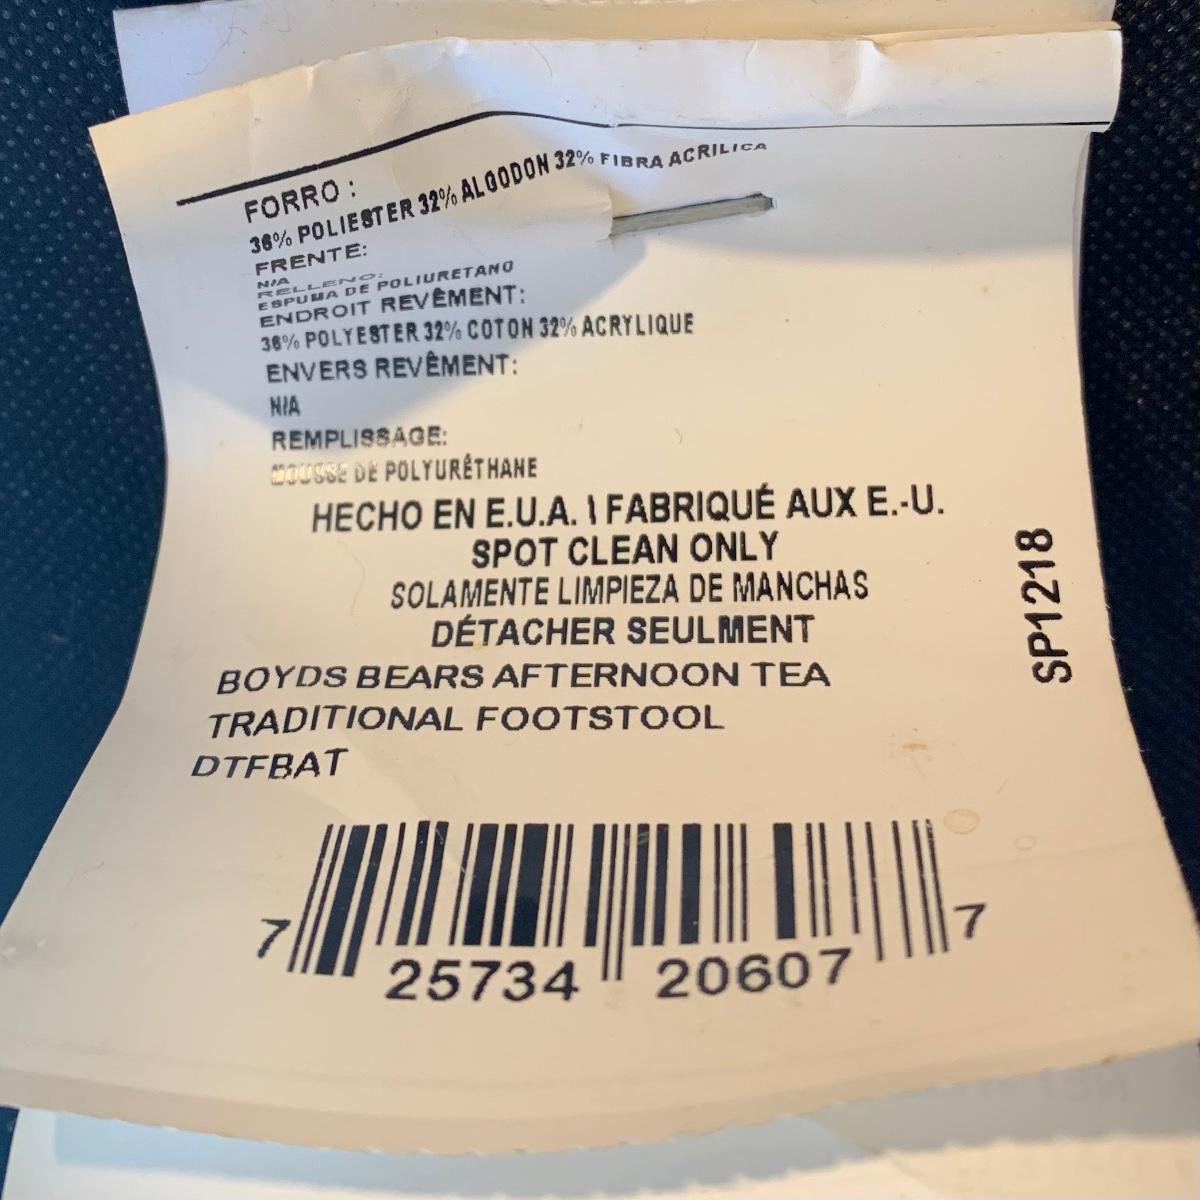 FORRO :
36% POLIESTER 32% ALGODON 32% FIBRA ACRILICA
FRENTE:
N/A
RELLENO:
ESPUMA DE POLIURETANO
ENDROIT REVÊMENT:
36% POLYESTER 32% COTON 32% ACRYLIQUE
ENVERS REVÊMENT:
N/A
REMPLISSAGE:
MOUSSE DE POLYURÊTHANE
HECHO EN E.U.A. \ FABRIQUÉ AUX E.-U.
SPOT CLEAN ONLY
SOLAMENTE LIMPIEZA DE MANCHAS
DÉTACHER SEULMENT
SP1218
BOYDS BEARS AFTERNOON TEA
TRADITIONAL FOOTSTOOL
DTFBAT
7 25734 20607 7